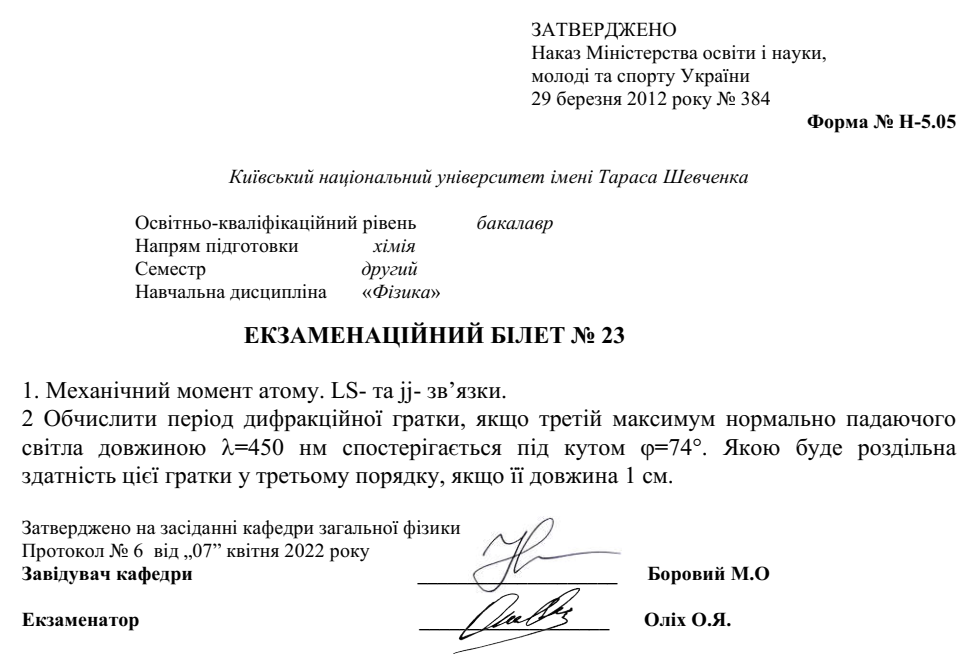 ЗАТВЕРДЖЕНО
Наказ Міністерства освіти і науки,
молоді та спорту України
29 березня 2012 року № 384
Форма № Н-5.05
Київський національний університет імені Тараса Шевченка
Освітньо-кваліфікаційний рівень бакалавр
Напрям підготовки хімія
Семестр другий
Навчальна дисципліна «Фізика»
ЕКЗАМЕНАЦІЙНИЙ БІЛЕТ № 23
1. Механічний момент атому. LS- та jj- зв’язки.
2 Обчислити період дифракційної гратки, якщо третій максимум нормально падаючого
світла довжиною λ=450 нм спостерігається під кутом φ=74°. Якою буде роздільна
здатність цієї гратки у третьому порядку, якщо її довжина 1 см.
Затверджено на засіданні кафедри загальної фізики
Протокол № 6 від „07” квітня 2022 року
Завідувач кафедри ____________________ Боровий М.О
Екзаменатор ___________________ Оліх О.Я.